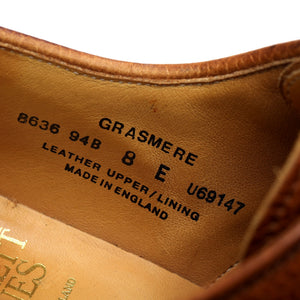 GRASMERE
8636 94B 8 E U69147
LEATHER UPPER/LINING
MADE IN ENGLAND